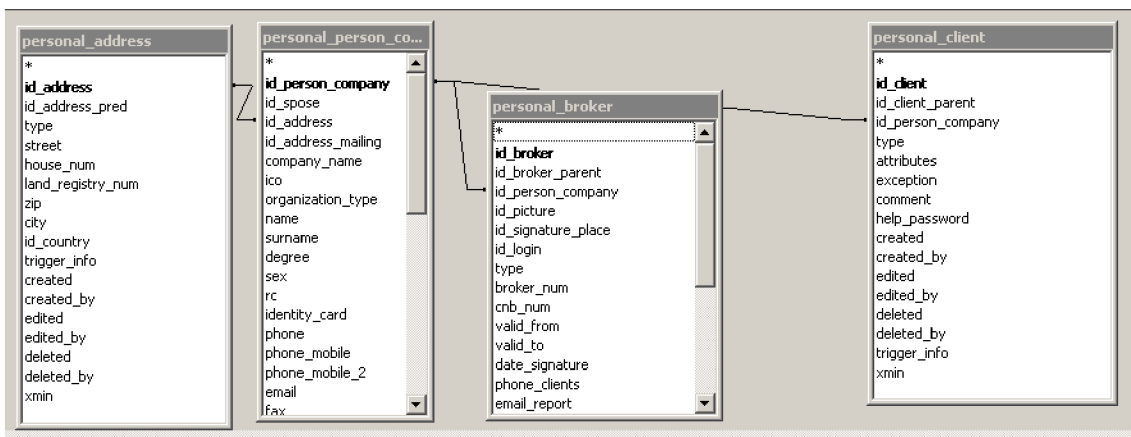 personal_address
*
id_address
id_address_pred
type
street
house_num
land_registry_num
zip
city
id_country
trigger_info
created
created_by
edited
edited_by
deleted
deleted_by
xmin
personal_person_co...
*
id_person_company
id_spose
id_address
id_address_mailing
company_name
ico
organization_type
name
surname
degree
sex
rc
identity_card
phone
phone_mobile
phone_mobile_2
email
fax
personal_broker
*
id_broker
id_broker_parent
id_person_company
id_picture
id_signature_place
id_login
type
broker_num
cnb_num
valid_from
valid_to
date_signature
phone_clients
email_report
personal_client
*
id_client
id_client_parent
id_person_company
type
attributes
exception
comment
help_password
created
created_by
edited
edited_by
deleted
deleted_by
trigger_info
xmin